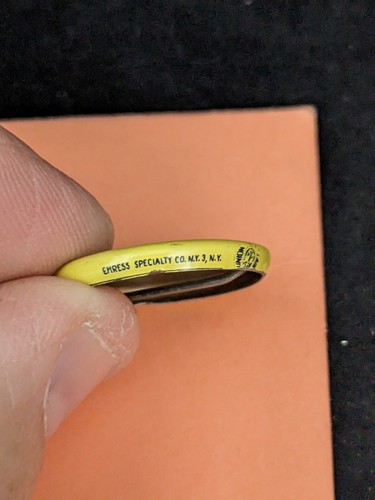 EMRESS SPECIALTY CO. N.Y. 3, N.Y.
UNION